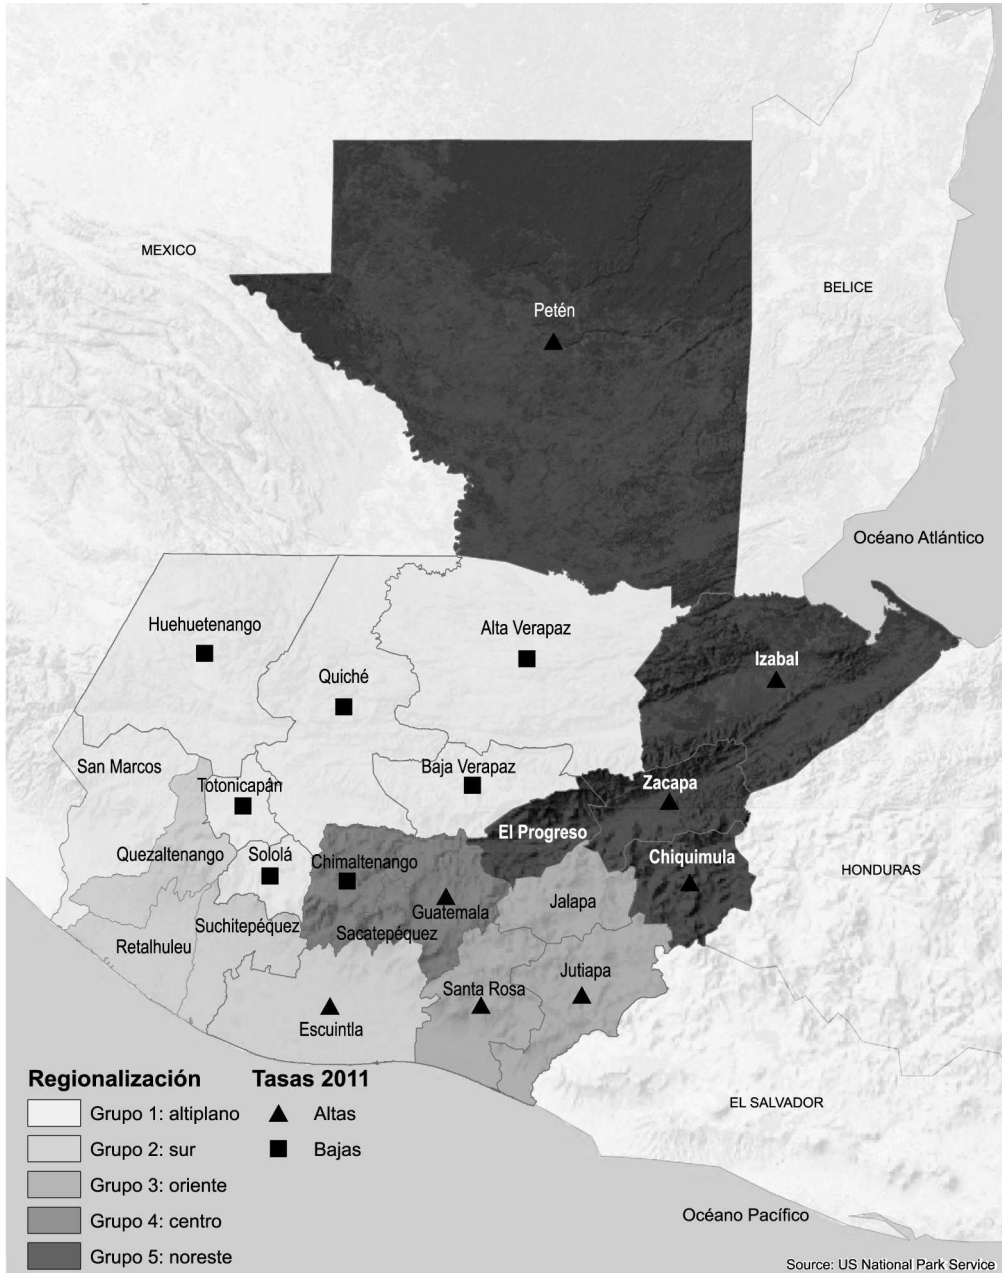 MEXICO
BELICE
Petén
Océano Atlántico
Huehuetenango
Alta Verapaz
Quiché
Izabal
San Marcos
Totonicapán
Baja Verapaz
Zacapa
El Progreso
Quezaltenango
Sololá
Chimaltenango
Chiquimula
HONDURAS
Guatemala
Jalapa
Suchitepéquez
Sacatepéquez
Retalhuleu
Jutiapa
Santa Rosa
Escuintla
Regionalización
Grupo 1: altiplano
Grupo 2: sur
Grupo 3: oriente
Grupo 4: centro
Grupo 5: noreste
Tasas 2011
Altas
Bajas
EL SALVADOR
Océano Pacífico
Source: US National Park Service